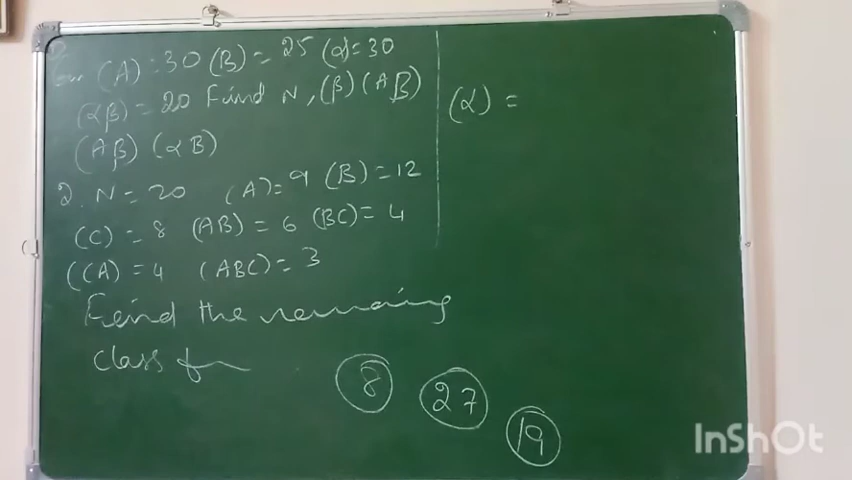 (A) = 30 (B) = 25 (α) = 30
(αβ) = 20 Find N, (β) (AB)
(Aβ) (αB)
2. N = 20 (A) = 9 (B) = 12
(C) = 8 (AB) = 6 (BC) = 4
(CA) = 4 (ABC) = 3
Find the remaining
class
8 27 19
(α) =
InShOt